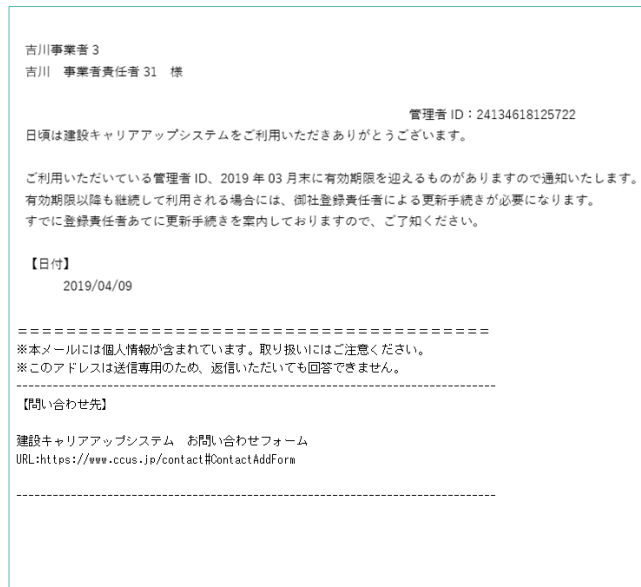 吉川事業者３
吉川　事業者責任者 31　様
管理者 ID：24134618125722
日頃は建設キャリアアップシステムをご利用いただきありがとうございます。
ご利用いただいている管理者 ID、2019 年 03 月末に有効期限を迎えるものがありますので通知いたします。
有効期限以降も継続して利用される場合には、御社登録責任者による更新手続きが必要になります。
すでに登録責任者あてに更新手続きを案内しておりますので、ご了知ください。
【日付】
2019/04/09
＝＝＝＝＝＝＝＝＝＝＝＝＝＝＝＝＝＝＝＝＝＝＝＝＝＝＝＝＝＝＝＝＝＝＝＝＝＝＝
※本メールには個人情報が含まれています。取り扱いにはご注意ください。
※このアドレスは送信専用のため、返信いただいても回答できません。
--------------------------------------------------------------------------------
【問い合わせ先】
建設キャリアアップシステム　お問い合わせフォーム
URL:https://www.ccus.jp/contact#ContactAddForm
--------------------------------------------------------------------------------